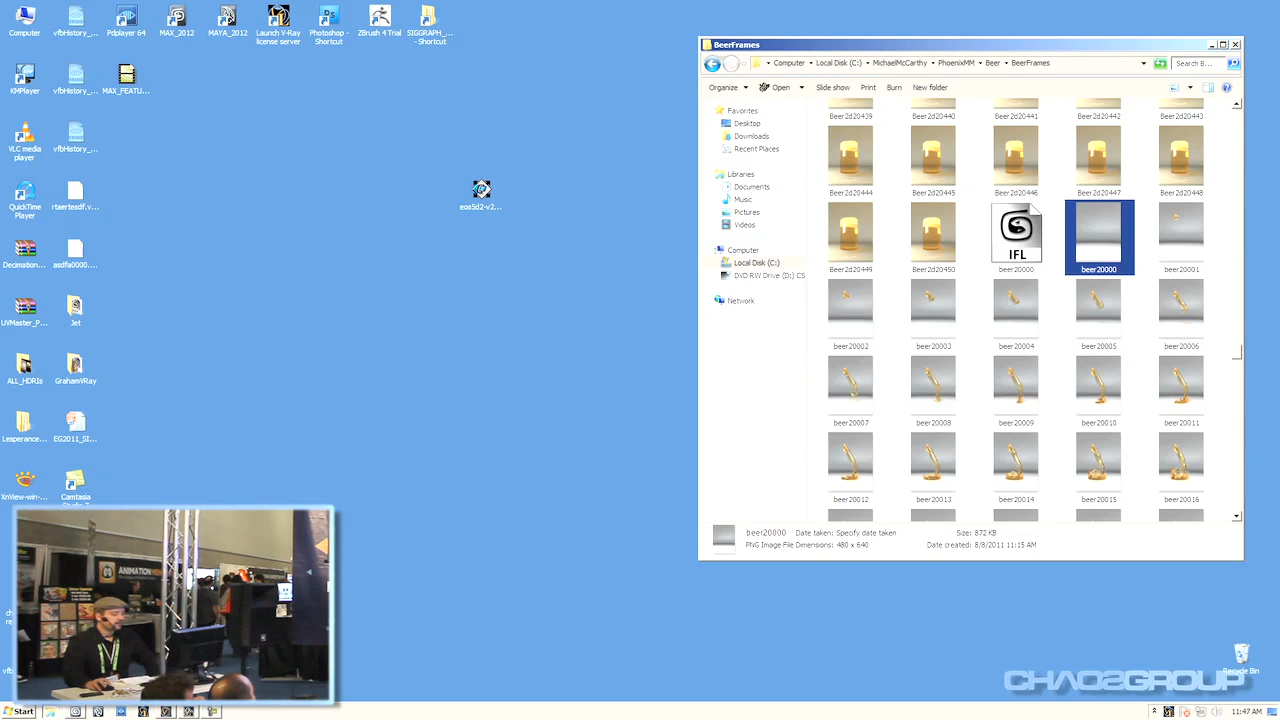 Computer
vfbHistory_...
Pdplayer 64
MAX_2012
MAYA_2012
Launch V-Ray license server
Photoshop - Shortcut
ZBrush 4 Trial
SIGGRAPH_... - Shortcut
KMPlayer
vfbHistory_...
MAX_FEATU...
VLC media player
vfbHistory_...
QuickTime Player
rtaertesdf.v...
eos5d2-v2...
Decimation...
asdfa0000...
UVMaster_P...
Jet
ALL_HDRIs
GrahamVRay
Lesperance...
EG2011_SI...
XnView-win-...
Camtasia
BeerFrames
Computer
Local Disk (C:)
MichaelMcCarthy
PhoenixMM
Beer
BeerFrames
Search B...
Organize
Open
Slide show
Print
Burn
New folder
Favorites
Desktop
Downloads
Recent Places
Libraries
Documents
Music
Pictures
Videos
Computer
Local Disk (C:)
DVD RW Drive (D:) CS
Network
Beer2d20439
Beer2d20440
Beer2d20441
Beer2d20442
Beer2d20443
Beer2d20444
Beer2d20445
Beer2d20446
Beer2d20447
Beer2d20448
IFL
Beer2d20449
Beer2d20450
beer20000
beer20000
beer20001
beer20002
beer20003
beer20004
beer20005
beer20006
beer20007
beer20008
beer20009
beer20010
beer20011
beer20012
beer20013
beer20014
beer20015
beer20016
beer20000
Date taken: Specify date taken
Size: 872 KB
PNG Image File
Dimensions: 480 x 640
Date created: 8/8/2011 11:15 AM
Recycle Bin
CHAOSGROUP
Start
11:47 AM